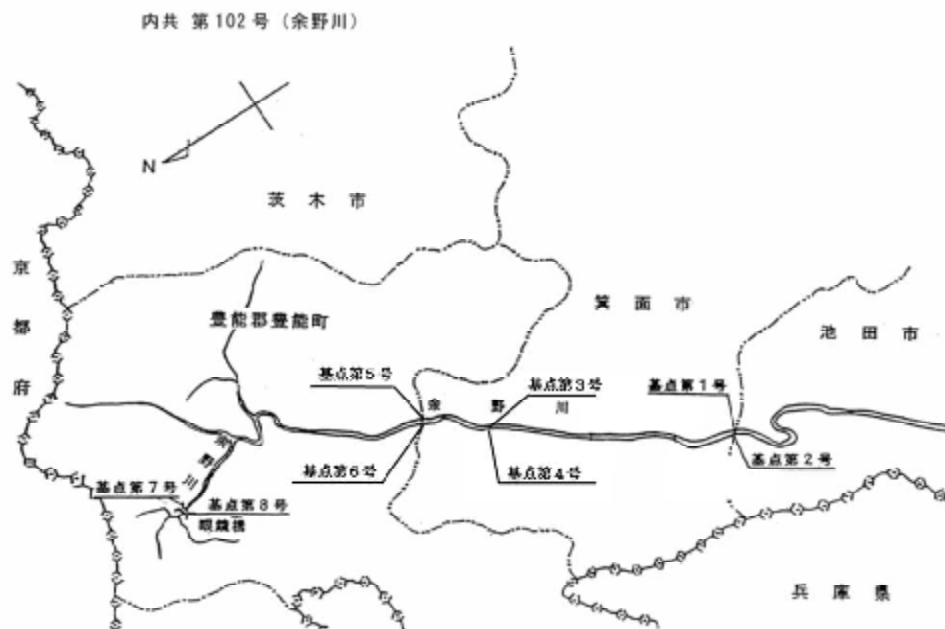 内共 第102号（余野川）
N
茨木市
京都府
箕面市
池田市
豊能郡豊能町
基点第5号
基点第3号
基点第1号
余野川
基点第6号
基点第4号
基点第2号
余野川
基点第7号
基点第8号
眼鏡橋
兵庫県